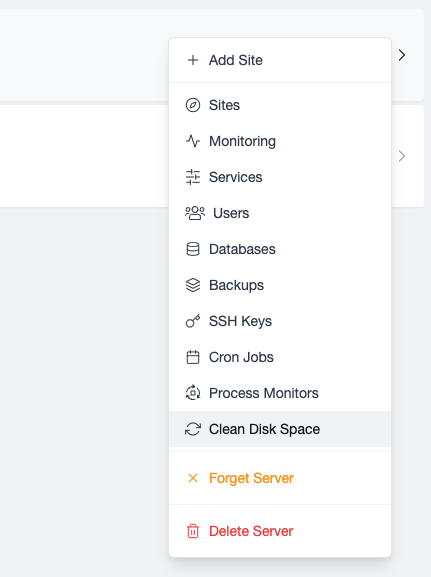 Add Site
Sites
Monitoring
Services
Users
Databases
Backups
SSH Keys
Cron Jobs
Process Monitors
Clean Disk Space
Forget Server
Delete Server